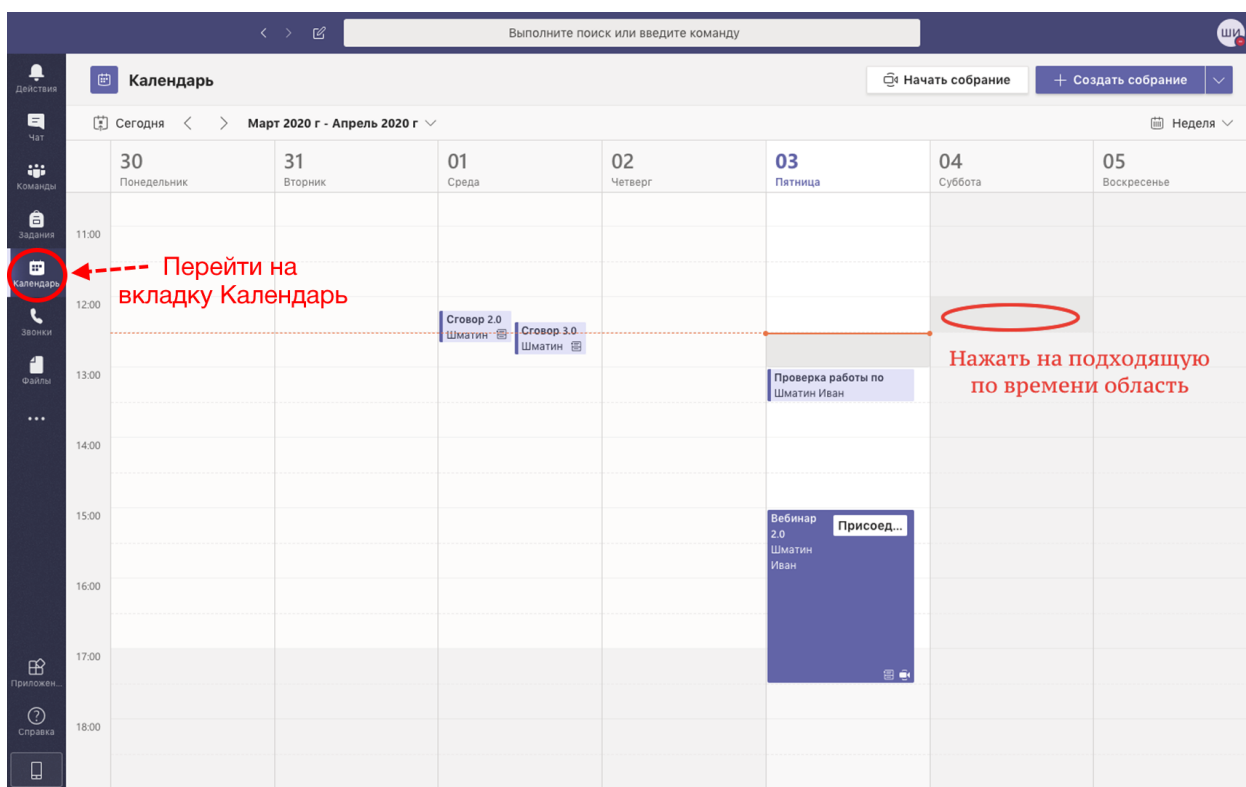 Выполните поиск или введите команду
ШИ
Действия
Чат
Команды
Задания
Календарь
Звонки
Файлы
Приложен...
Справка
Календарь
Начать собрание
Создать собрание
Сегодня
Март 2020 г - Апрель 2020 г
Неделя
30
Понедельник
31
Вторник
01
Среда
02
Четверг
03
Пятница
04
Суббота
05
Воскресенье
11:00
12:00
13:00
14:00
15:00
16:00
17:00
18:00
Перейти на
вкладку Календарь
Сговор 2.0
Шматин
Сговор 3.0
Шматин
Проверка работы по
Шматин Иван
Вебинар
2.0
Шматин
Иван
Присоед...
Нажать на подходящую
по времени область